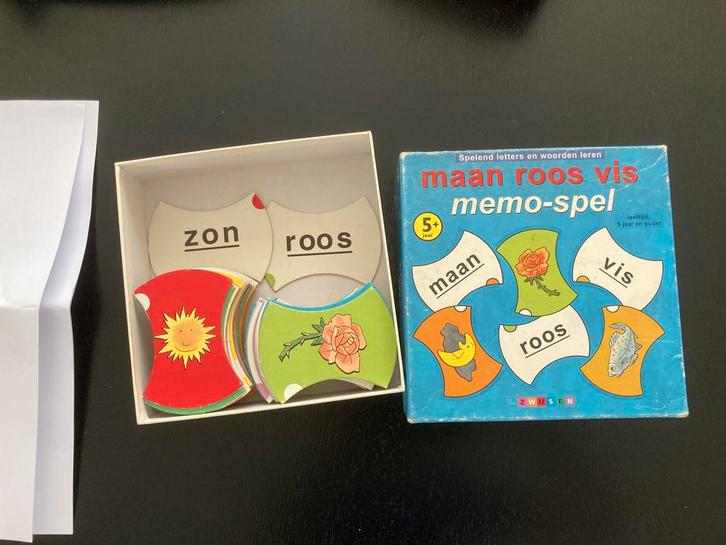 zon
roos
Spelend letters en woorden leren
maan roos vis
memo-spel
5+
jaar
leeftijd,
5 jaar en ouder
maan
vis
roos
ZWIJSEN